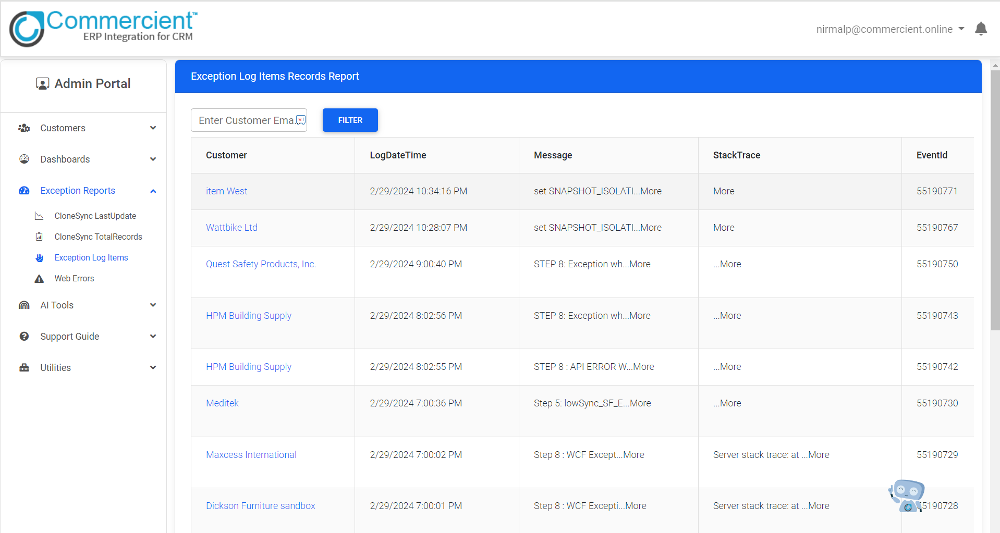 Commercient™
ERP Integration for CRM
nirmalp@commercient.online
Admin Portal
Customers
Dashboards
Exception Reports
CloneSync LastUpdate
CloneSync TotalRecords
Exception Log Items
Web Errors
AI Tools
Support Guide
Utilities
Exception Log Items Records Report
Enter Customer Ema..
FILTER
Customer LogDateTime Message StackTrace EventId
item West 2/29/2024 10:34:16 PM set SNAPSHOT_ISOLATI...More More 55190771
Wattbike Ltd 2/29/2024 10:28:07 PM set SNAPSHOT_ISOLATI...More More 55190767
Quest Safety Products, Inc. 2/29/2024 9:00:40 PM STEP 8: Exception wh...More ...More 55190750
HPM Building Supply 2/29/2024 8:02:56 PM STEP 8: Exception wh...More ...More 55190743
HPM Building Supply 2/29/2024 8:02:55 PM STEP 8 : API ERROR W...More ...More 55190742
Meditek 2/29/2024 7:00:36 PM Step 5: lowSync_SF_E...More ...More 55190730
Maxcess International 2/29/2024 7:00:02 PM Step 8 : WCF Except...More Server stack trace: at ...More 55190729
Dickson Furniture sandbox 2/29/2024 7:00:01 PM Step 8 : WCF Excepti...More Server stack trace: at ...More 55190728